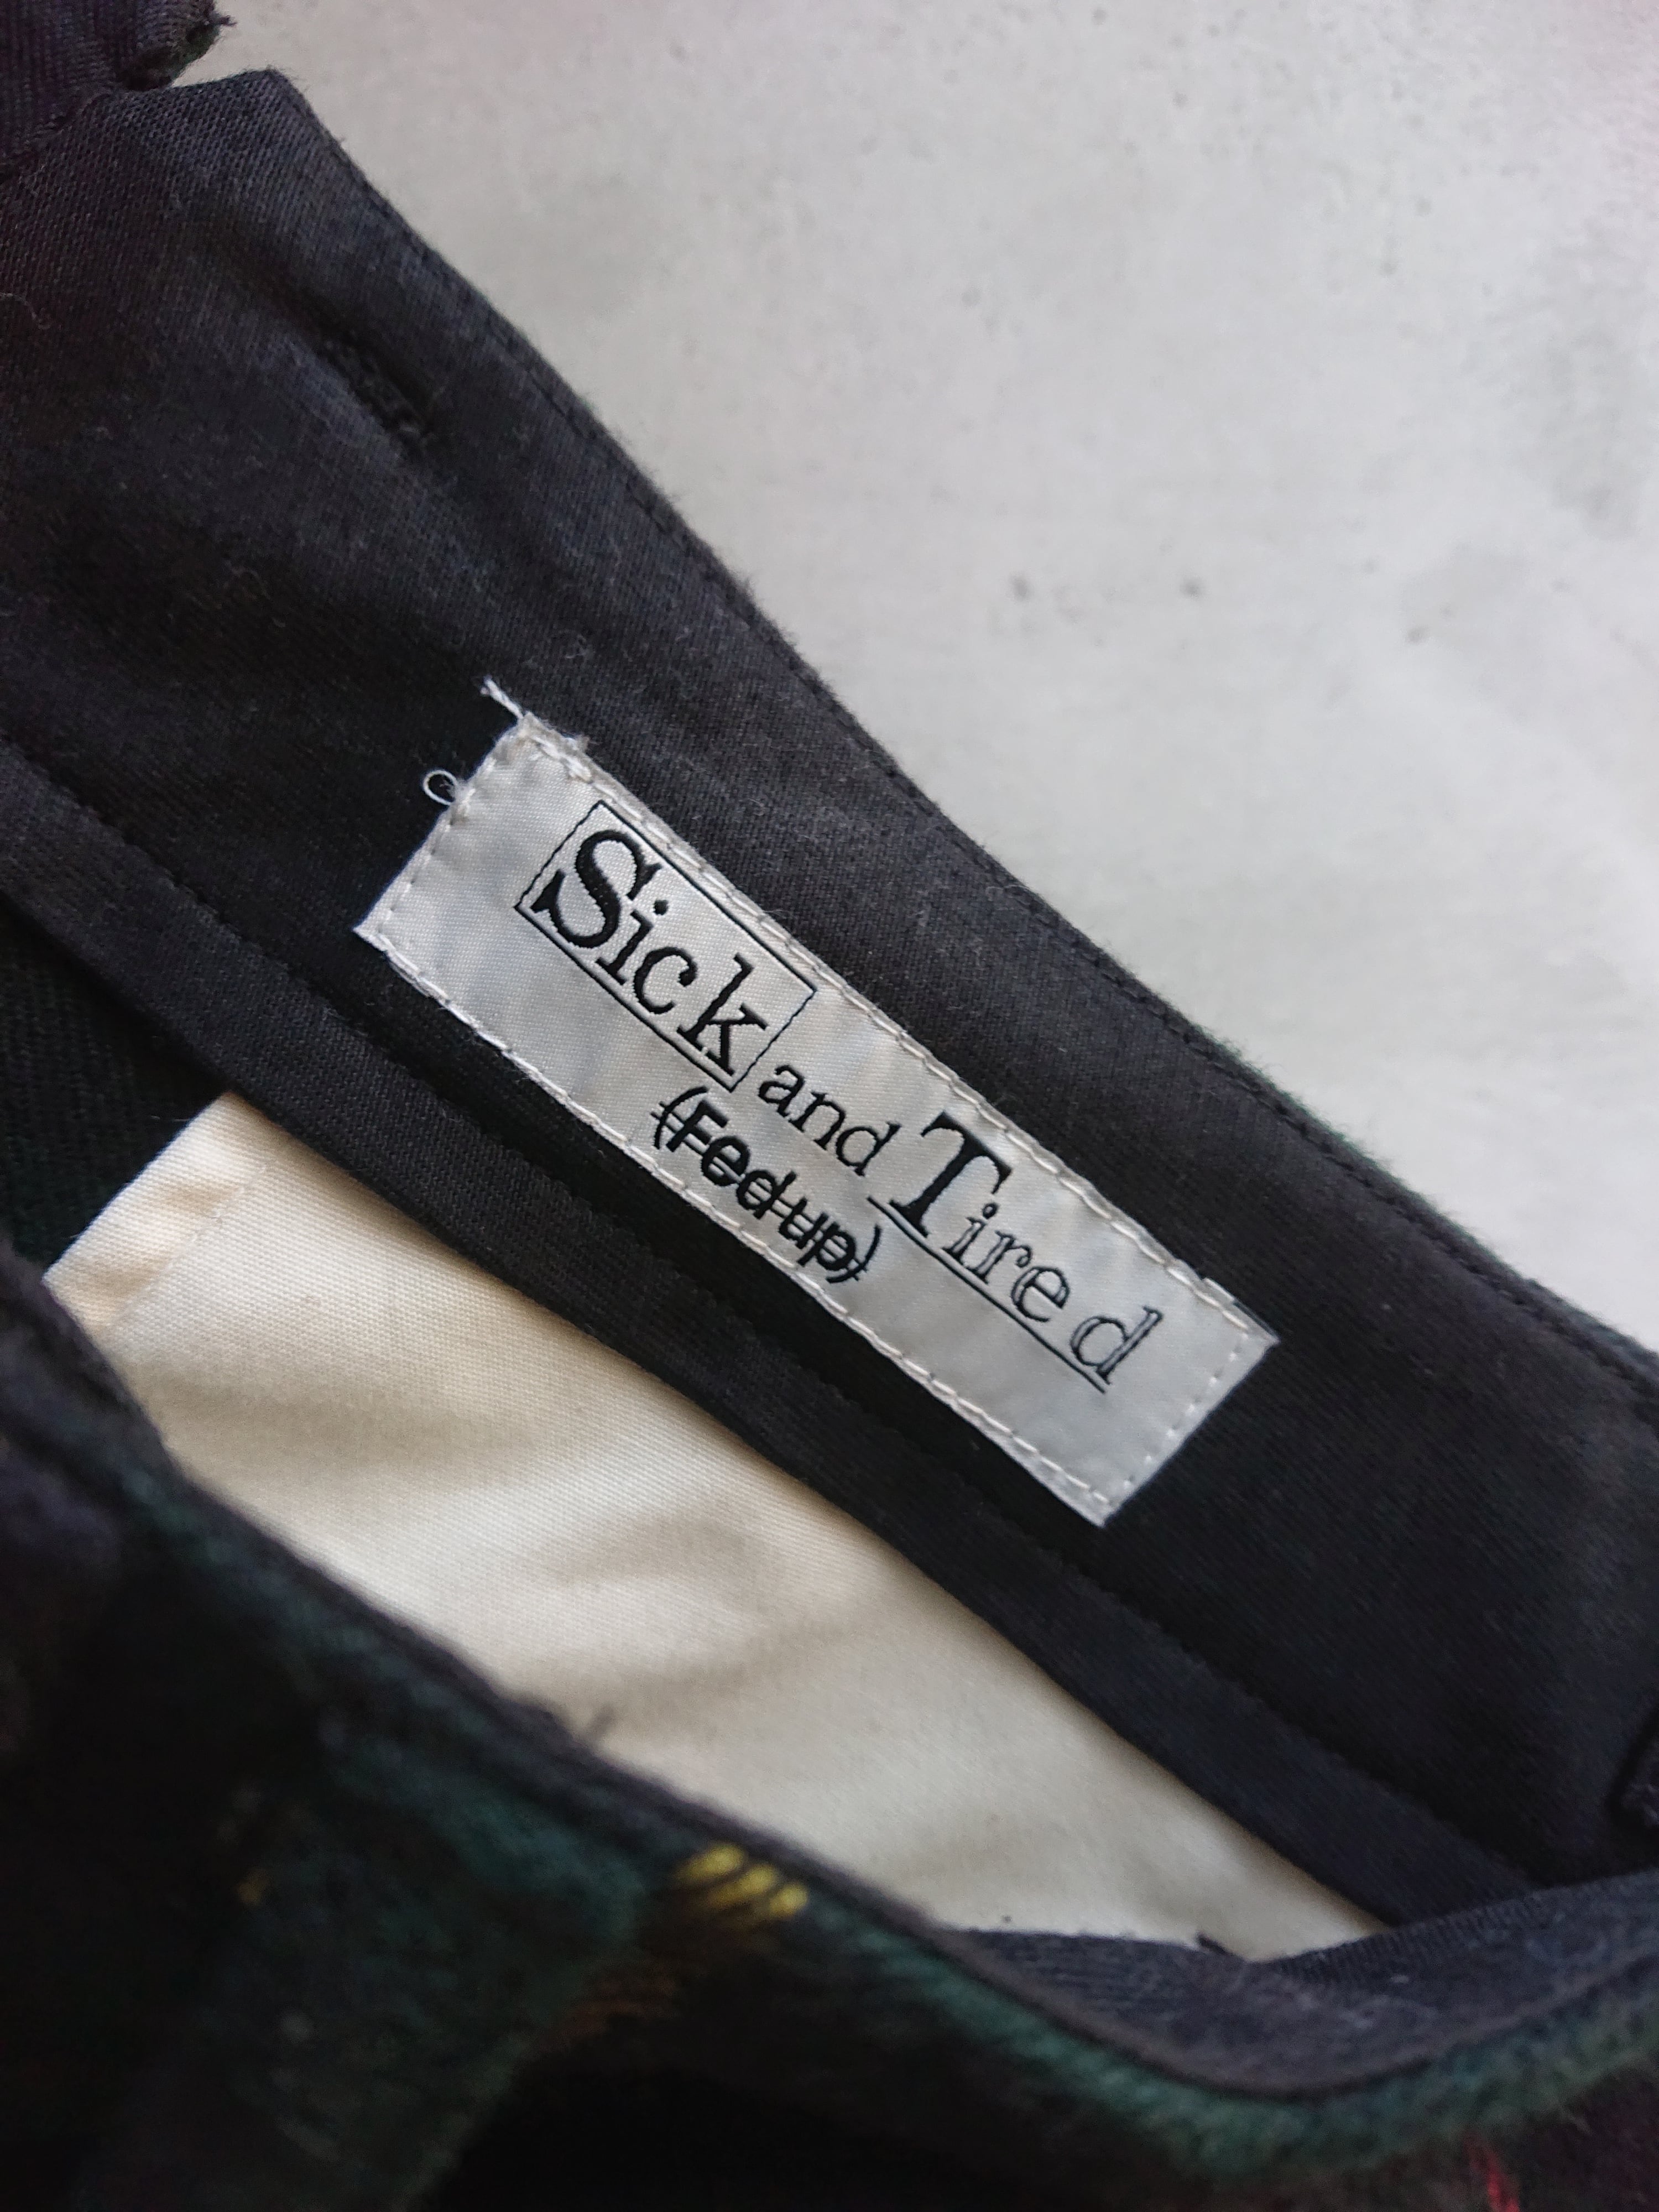 Sick and Tired
(Fed up)